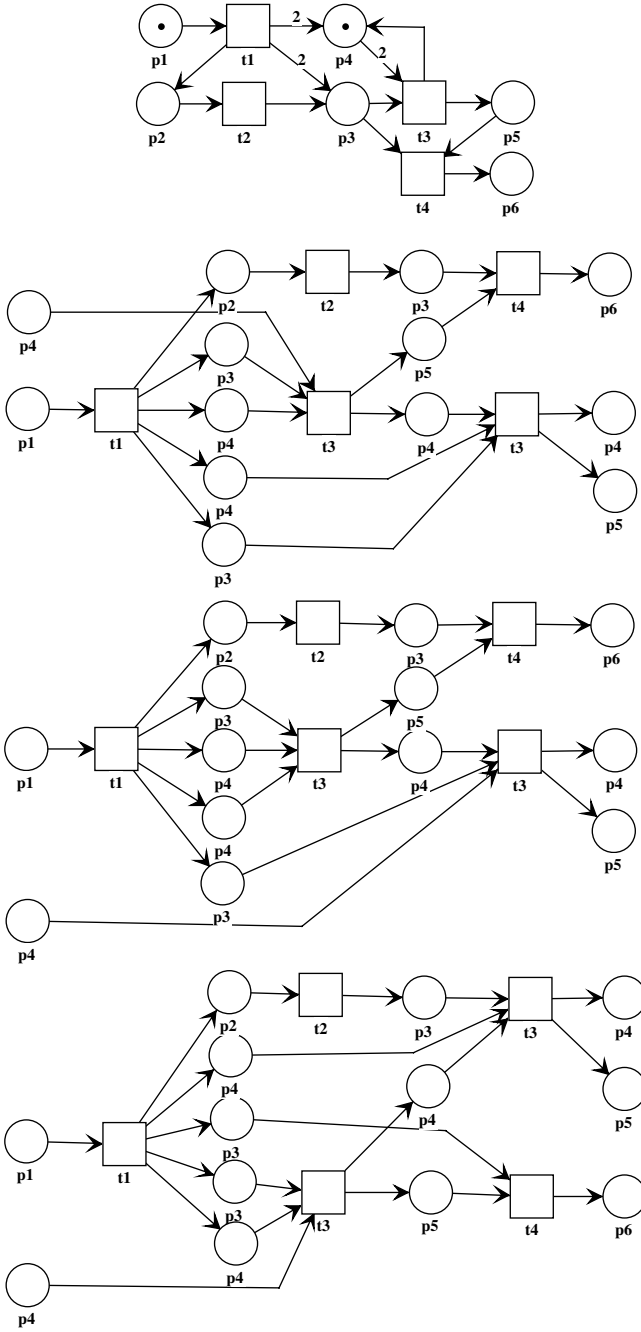 2
p1 t1 p4
2 2
p2 t2 p3 t3 p5
t4 p6
p2 t2 p3 t4 p6
p4
p3 p5
p1 t1 p4 t3 p4 t3 p4
p4 p5
p3
p2 t2 p3 t4 p6
p3 p5
p1 t1 p4 t3 p4 t3 p4
p4 p5
p3
p4
p2 t2 p3 t3 p4
p4 p4 p5
p3
p1 t1
p3 t3 p5 t4 p6
p4
p4